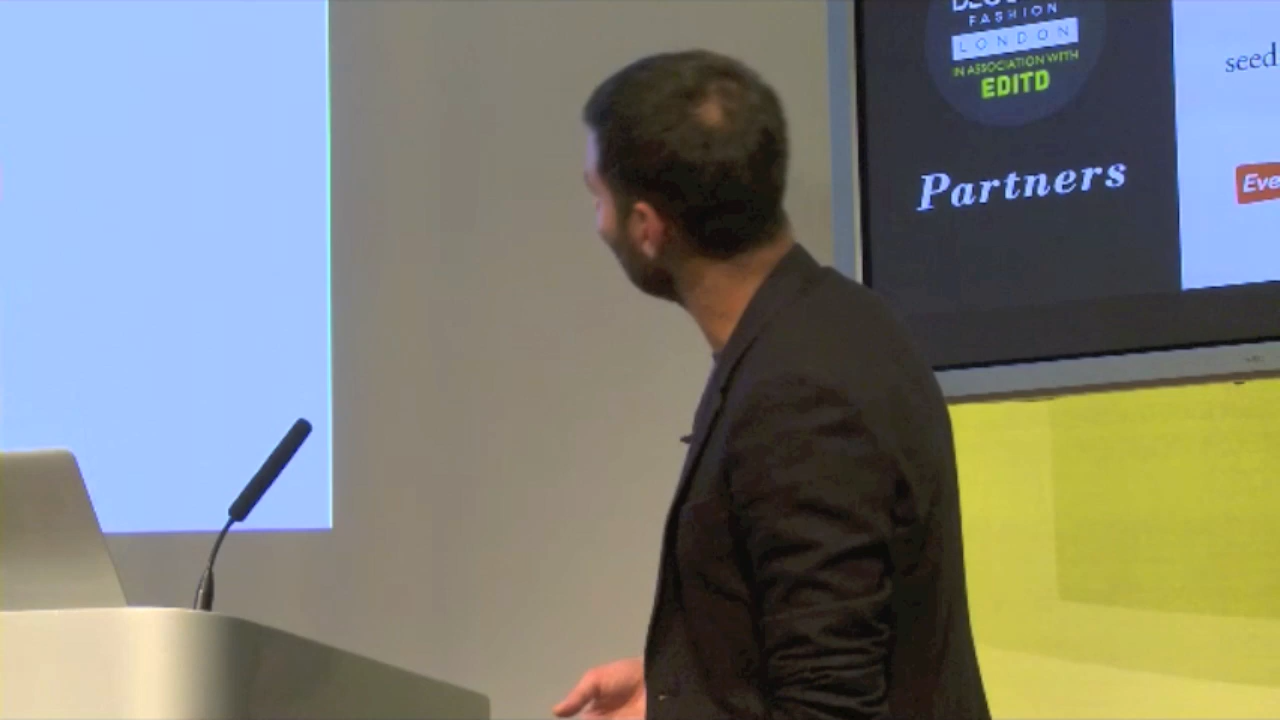 FASHION
LONDON
IN ASSOCIATION WITH
EDITD
Partners
seed
Eve